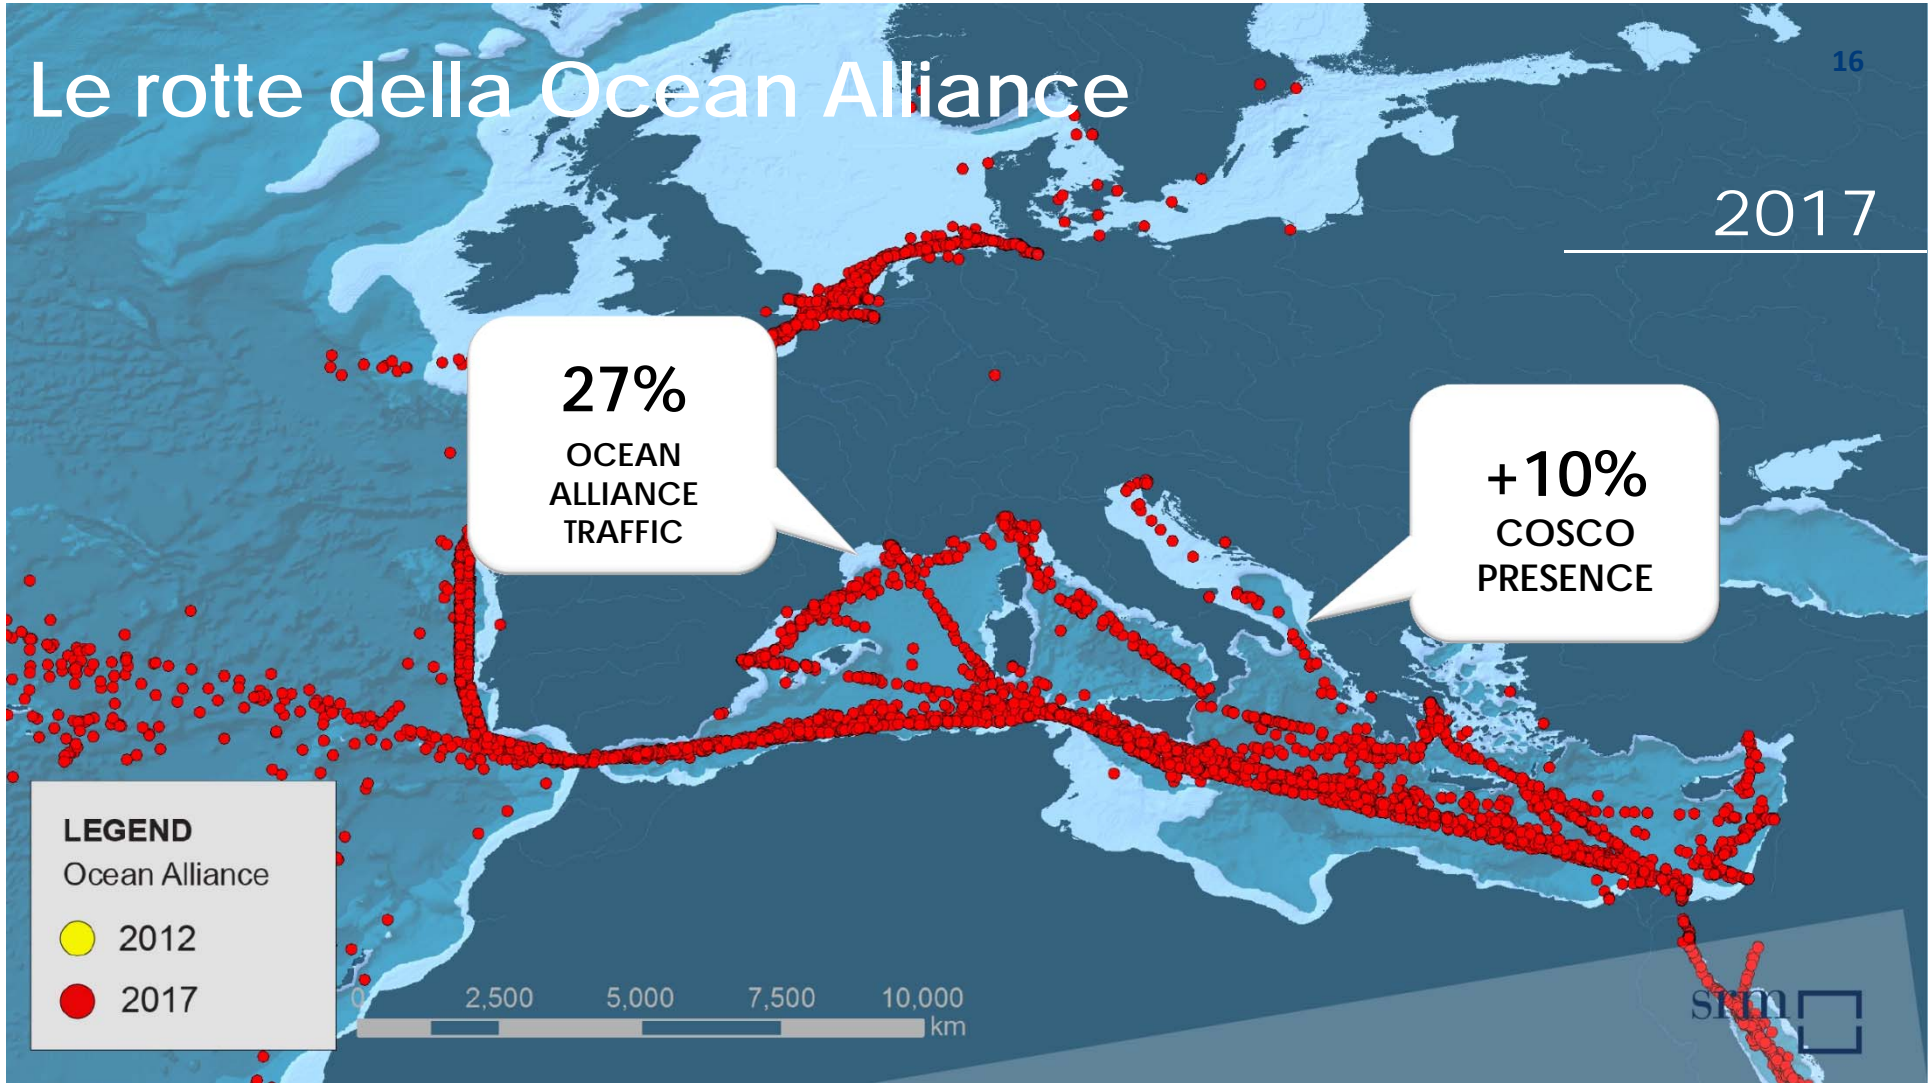 Le rotte della Ocean Alliance
16
2017
27%
OCEAN
ALLIANCE
TRAFFIC
+10%
COSCO
PRESENCE
LEGEND
Ocean Alliance
2012
2017
0 2,500 5,000 7,500 10,000
km
srm